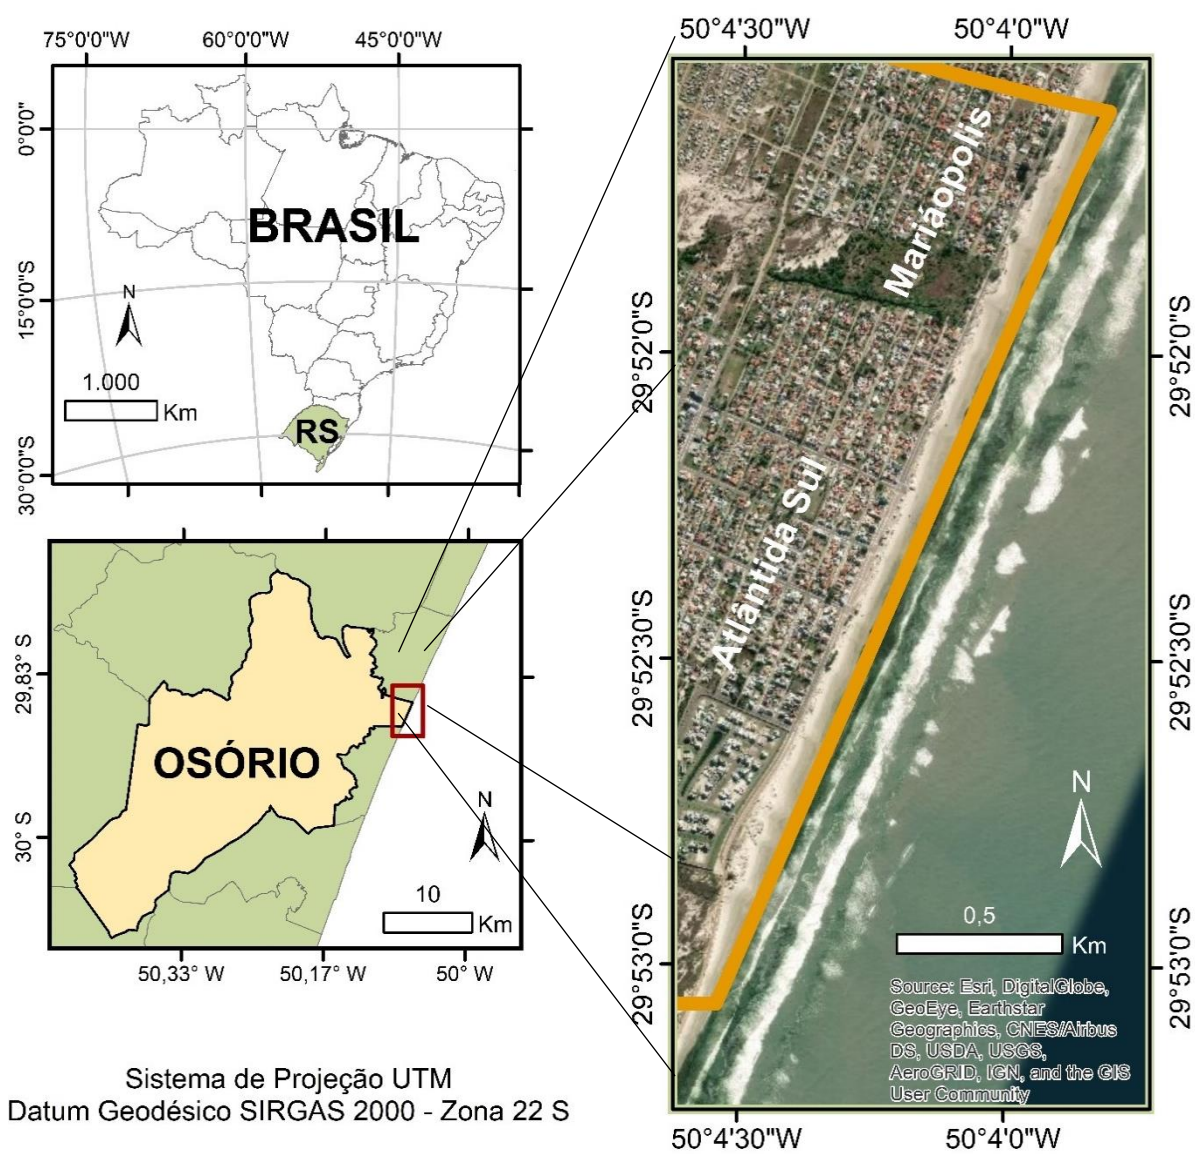 75°0'0"W
60°0'0"W
45°0'0"W
0°0'0"
15°0'0"S
30°0'0"S
BRASIL
N
1.000
Km
RS
29,83° S
30° S
OSÓRIO
N
10
Km
50,33° W
50,17° W
50° W
Sistema de Projeção UTM
Datum Geodésico SIRGAS 2000 - Zona 22 S
50°4'30"W
50°4'0"W
29°52'0"S
29°52'30"S
29°53'0"S
Mariáopolis
Atlântida Sul
N
0,5
Km
Source: Esri, DigitalGlobe,
GeoEye, Earthstar
Geographics, CNES/Airbus
DS, USDA, USGS,
AeroGRID, IGN, and the GIS
User Community
29°52'0"S
29°52'30"S
29°53'0"S
50°4'30"W
50°4'0"W